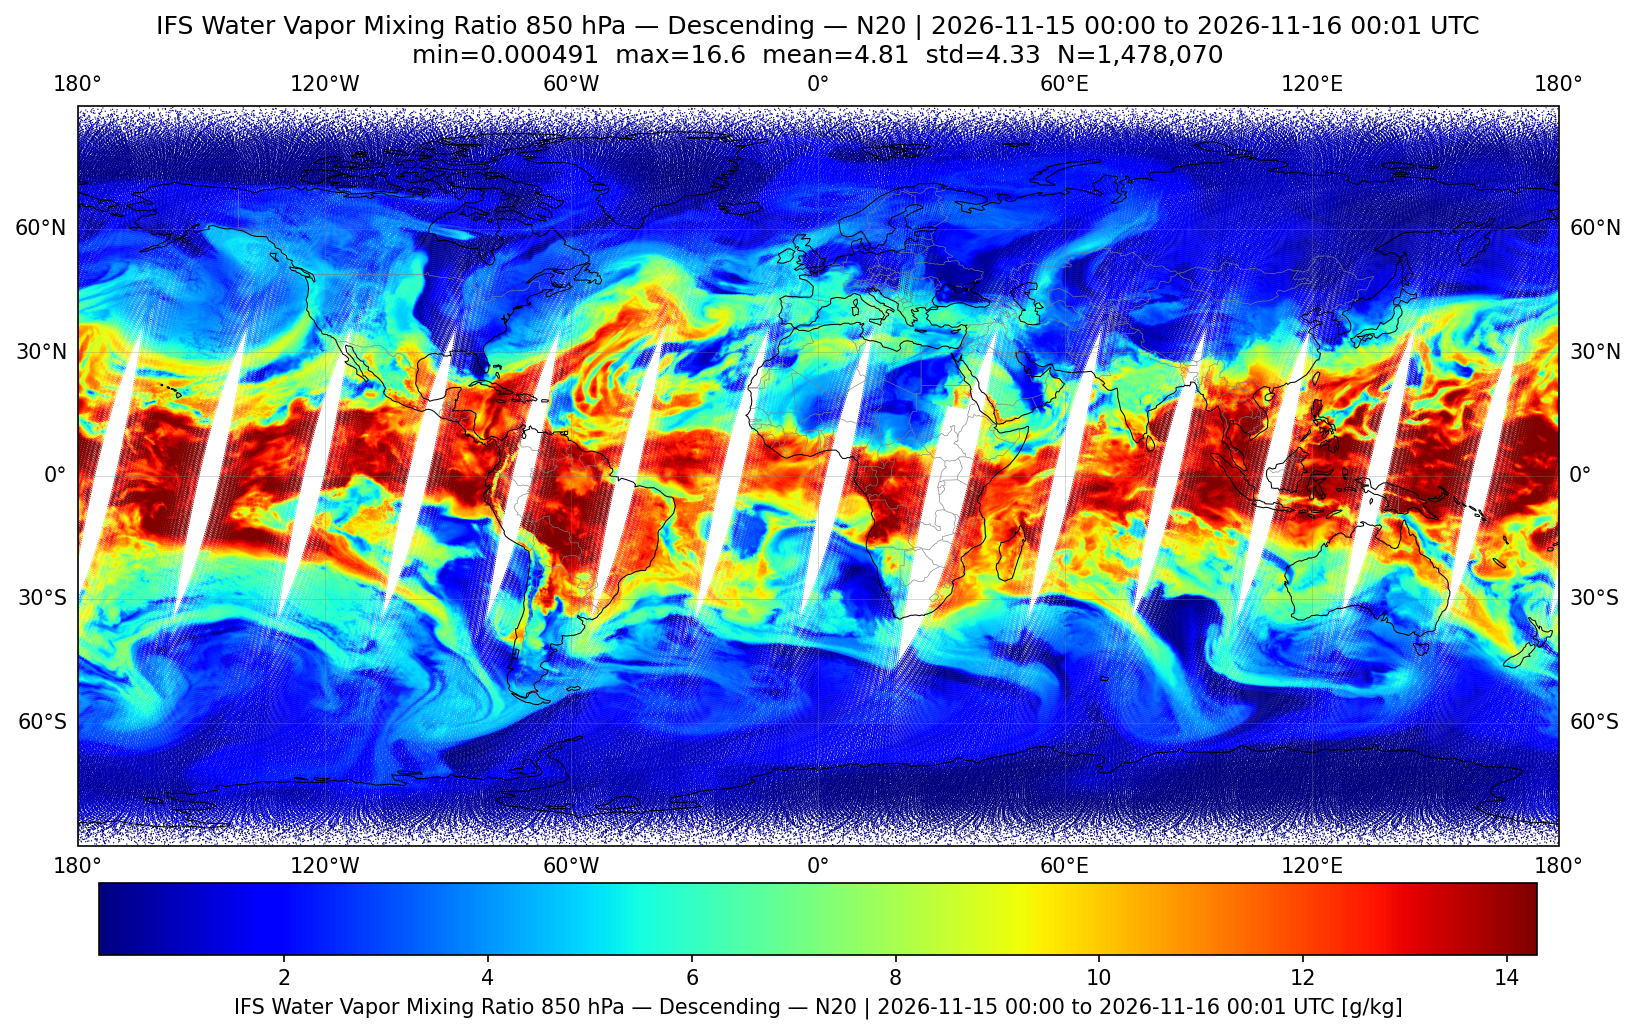 IFS Water Vapor Mixing Ratio 850 hPa — Descending — N20 | 2026-11-15 00:00 to 2026-11-16 00:01 UTC
min=0.000491  max=16.6  mean=4.81  std=4.33  N=1,478,070
180° 120°W 60°W 0° 60°E 120°E 180°
60°N 60°N
30°N 30°N
0° 0°
30°S 30°S
60°S 60°S
180° 120°W 60°W 0° 60°E 120°E 180°
2 4 6 8 10 12 14
IFS Water Vapor Mixing Ratio 850 hPa — Descending — N20 | 2026-11-15 00:00 to 2026-11-16 00:01 UTC [g/kg]